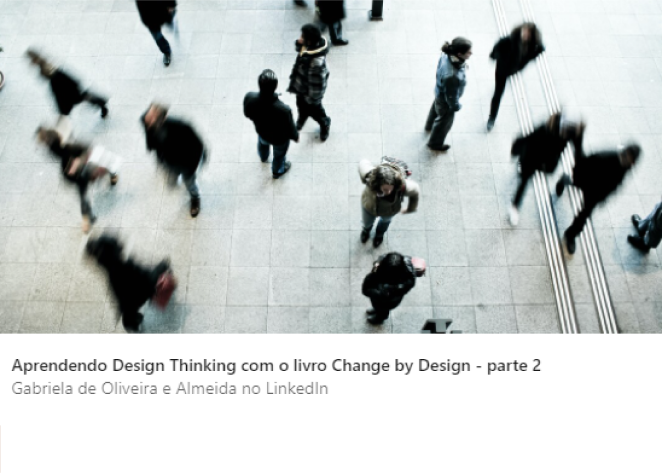 Aprendendo Design Thinking com o livro Change by Design - parte 2
Gabriela de Oliveira e Almeida no LinkedIn